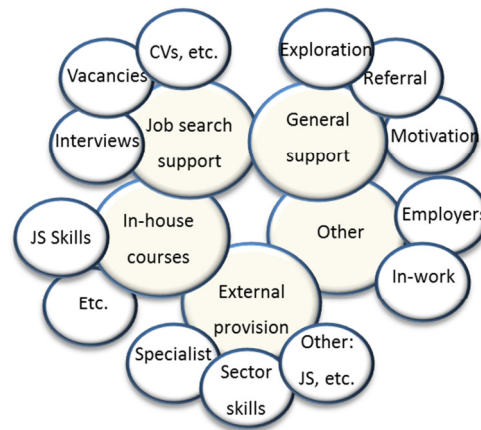 CVs, etc.
Vacancies
Interviews
Job search
support
Exploration
Referral
Motivation
General
support
JS Skills
Etc.
In-house
courses
Other
Employers
In-work
External
provision
Specialist
Sector
skills
Other:
JS, etc.